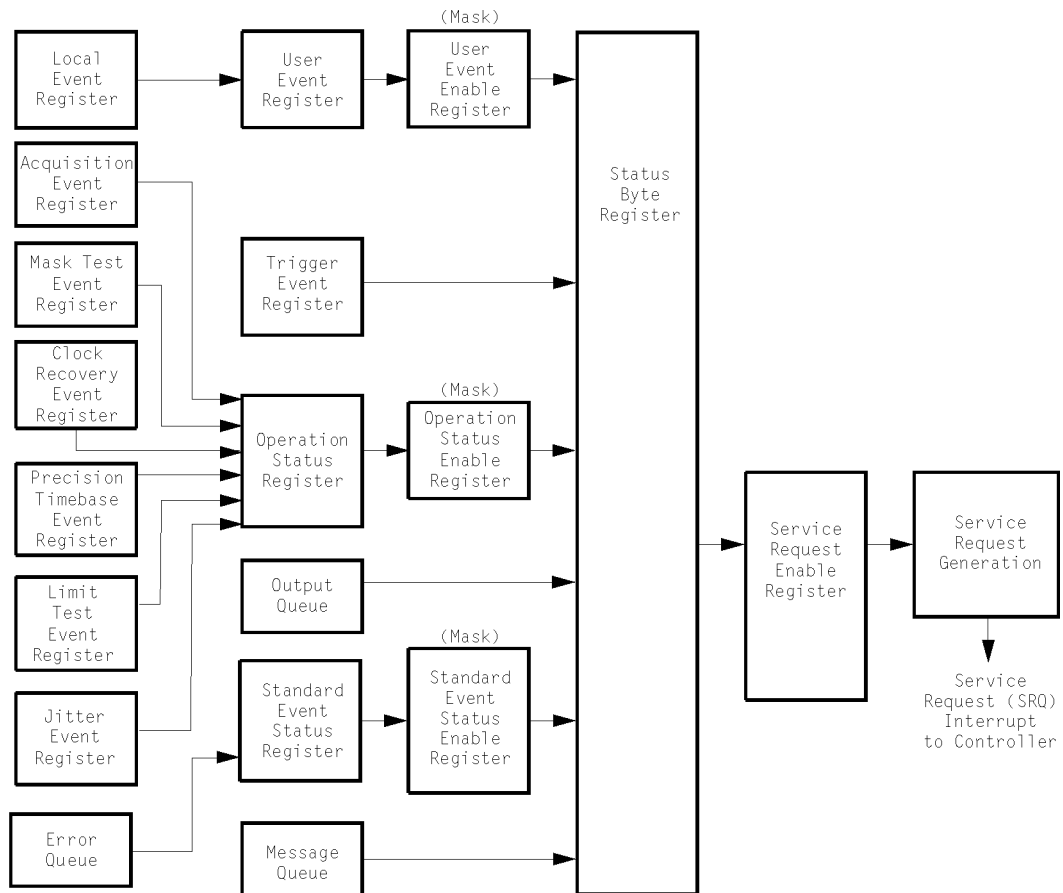 Local
Event
Register
User
Event
Register
(Mask)
User
Event
Enable
Register
Acquisition
Event
Register
Status
Byte
Register
Mask Test
Event
Register
Trigger
Event
Register
Clock
Recovery
Event
Register
Operation
Status
Register
(Mask)
Operation
Status
Enable
Register
Precision
Timebase
Event
Register
Service
Request
Enable
Register
Service
Request
Generation
Limit
Test
Event
Register
Output
Queue
Service
Request (SRQ)
Interrupt
to Controller
Jitter
Event
Register
Standard
Event
Status
Register
(Mask)
Standard
Event
Status
Enable
Register
Error
Queue
Message
Queue